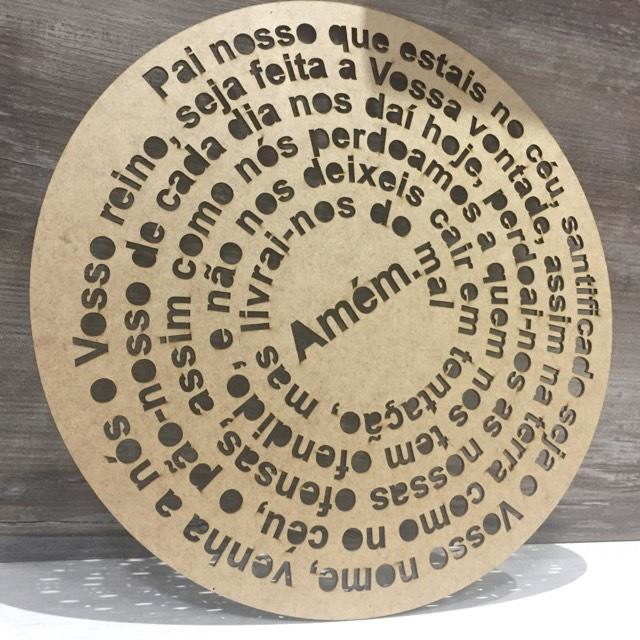 Pai nosso que estais no céu, santificado seja o Vosso nome, venha a nós o Vosso reino, seja feita a Vossa vontade, assim na terra como no céu, o pão-nosso de cada dia nos daí hoje, perdoai-nos as nossas ofensas, assim como nós perdoamos a quem nos tem ofendido, e não nos deixeis cair em tentação, mas livrai-nos do mal
Amém.